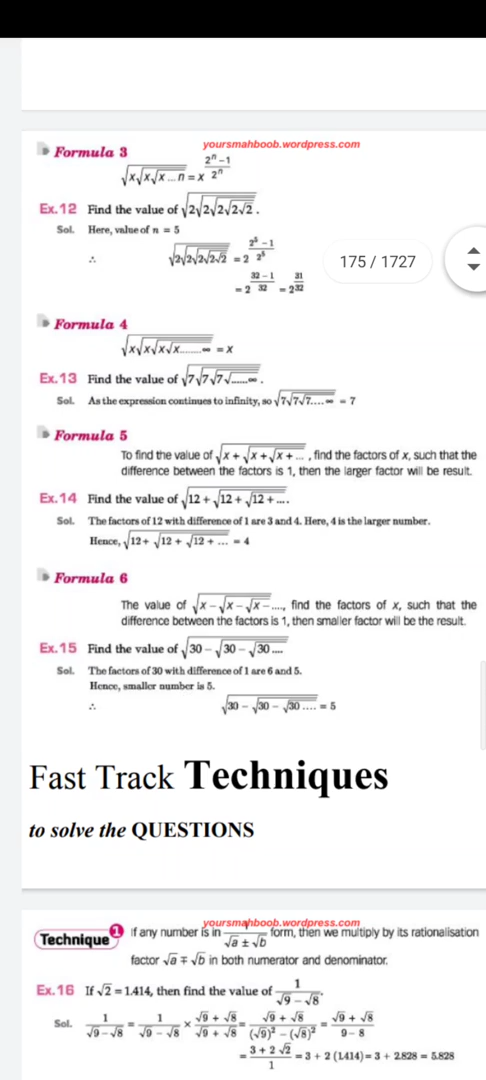 yoursmahboob.wordpress.com
Formula 3
√x√x√x ... n = x^(2ⁿ−1)/2ⁿ
Ex.12 Find the value of √2√2√2√2√2 .
Sol. Here, value of n = 5
∴ √2√2√2√2√2 = 2^(2⁵ − 1)/2⁵
175 / 1727
= 2^(32 − 1)/32 = 2^31/32
Formula 4
√x√x√x√x........∞ = x
Ex.13 Find the value of √7√7√7√......∞ .
Sol. As the expression continues to infinity, so √7√7√7....∞ = 7
Formula 5
To find the value of √x + √x + √x + ... , find the factors of x, such that the
difference between the factors is 1, then the larger factor will be result.
Ex.14 Find the value of √12 + √12 + √12 + ....
Sol. The factors of 12 with difference of 1 are 3 and 4. Here, 4 is the larger number.
Hence, √12 + √12 + √12 + ... = 4
Formula 6
The value of √x − √x − √x − ...., find the factors of x, such that the
difference between the factors is 1, then smaller factor will be the result.
Ex.15 Find the value of √30 − √30 − √30 ....
Sol. The factors of 30 with difference of 1 are 6 and 5.
Hence, smaller number is 5.
∴ √30 − √30 − √30 .... = 5
Fast Track Techniques
to solve the QUESTIONS
yoursmahboob.wordpress.com
Technique 1 If any number is in 1/(√a ± √b) form, then we multiply by its rationalisation
factor √a ∓ √b in both numerator and denominator.
Ex.16 If √2 = 1.414, then find the value of 1/(√9 − √8).
Sol. 1/(√9 − √8) = 1/(√9 − √8) × (√9 + √8)/(√9 + √8) = (√9 + √8)/((√9)² − (√8)²) = (√9 + √8)/(9 − 8)
= (3 + 2√2)/1 = 3 + 2 (1.414) = 3 + 2.828 = 5.828